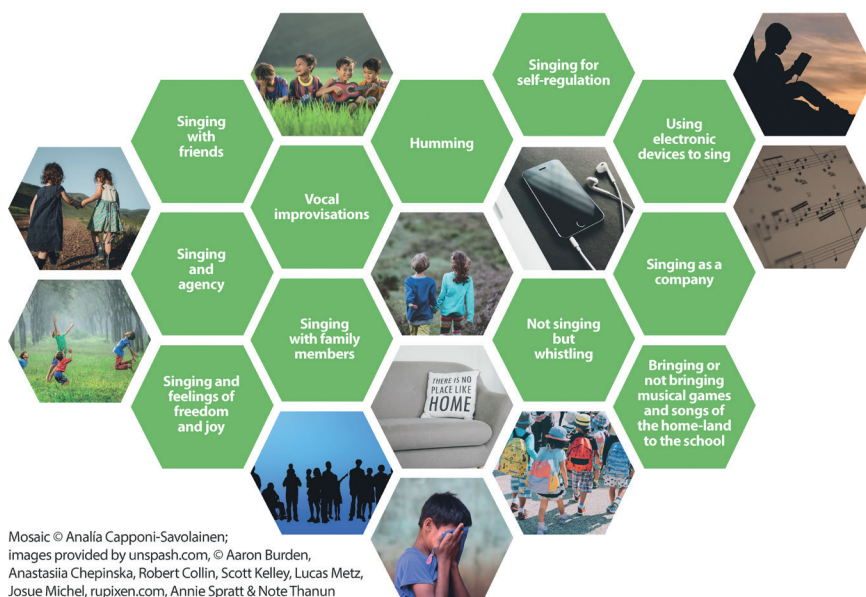 Singing for
self-regulation
Singing
with
friends
Humming
Using
electronic
devices to sing
Vocal
improvisations
Singing
and
agency
Singing as a
company
Singing
with family
members
Not singing
but
whistling
Singing and
feelings of
freedom
and joy
THERE IS NO
PLACE LIKE
HOME
Bringing or
not bringing
musical games
and songs of
the home-land
to the school
Mosaic © Analía Capponi-Savolainen;
images provided by unspash.com, © Aaron Burden,
Anastasiia Chepinska, Robert Collin, Scott Kelley, Lucas Metz,
Josue Michel, rupixen.com, Annie Spratt & Note Thanun